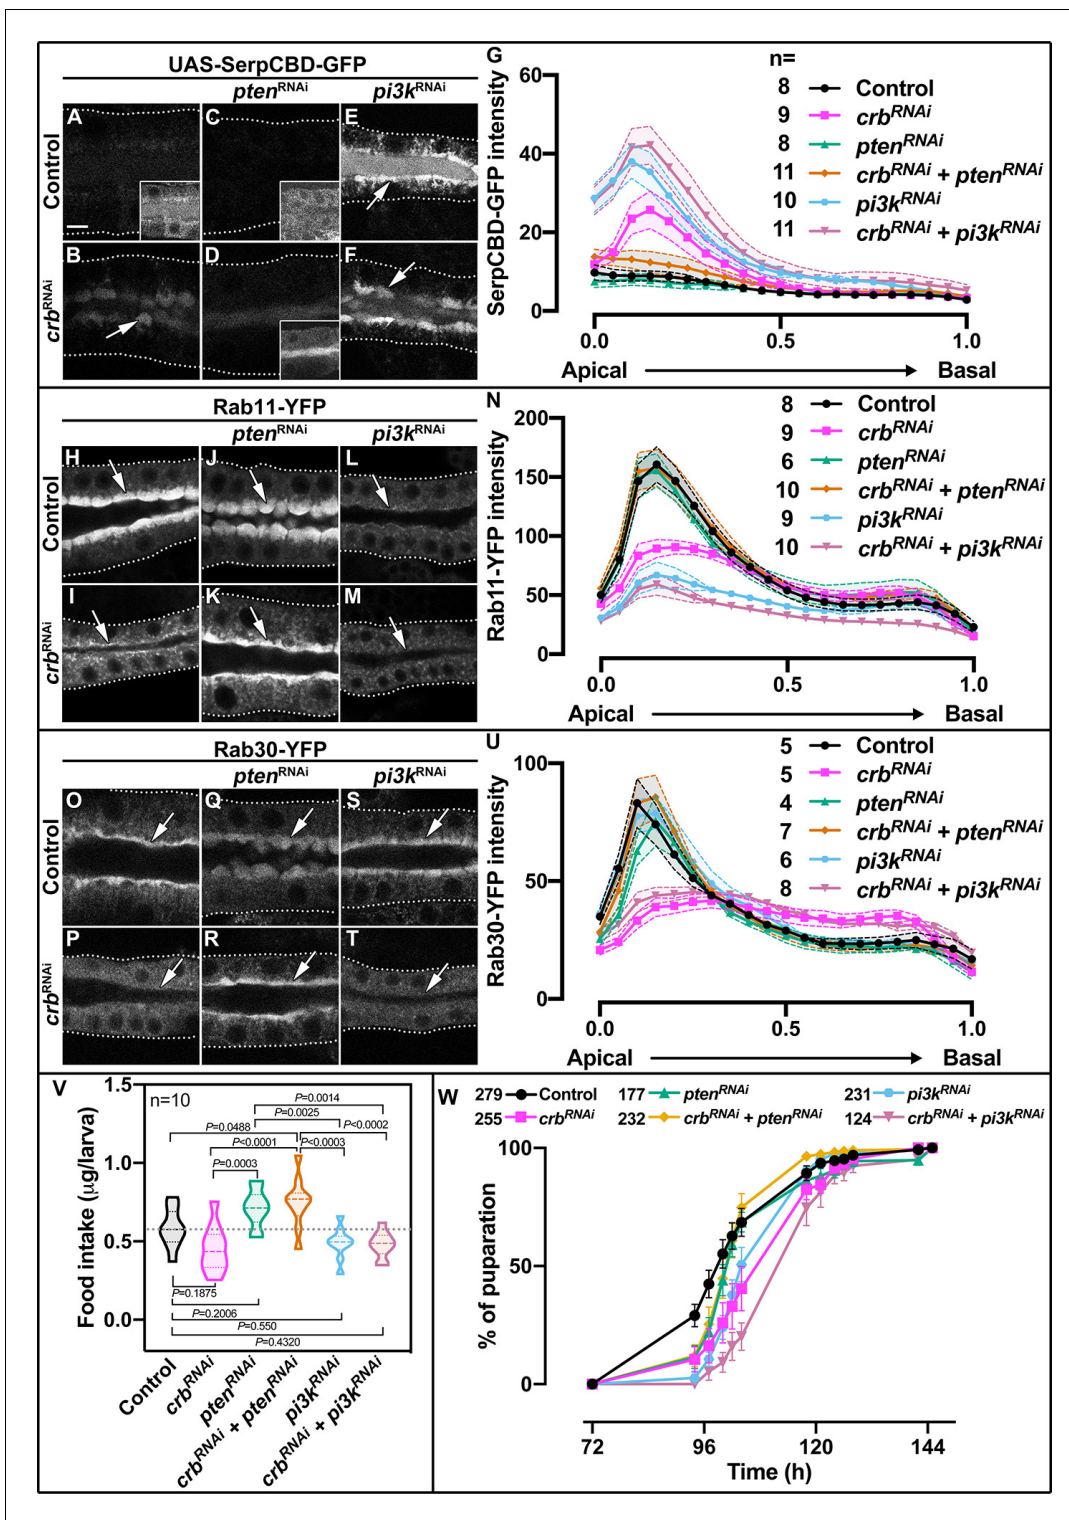 UAS-SerpCBD-GFP
pten^RNAi pi3k^RNAi
Control
crb^RNAi
A C E
B D F
G
SerpCBD-GFP intensity
60
40
20
0
0.0 0.5 1.0
Apical Basal
n=
8 Control
9 crb^RNAi
8 pten^RNAi
11 crb^RNAi + pten^RNAi
10 pi3k^RNAi
11 crb^RNAi + pi3k^RNAi
Rab11-YFP
pten^RNAi pi3k^RNAi
Control
crb^RNAi
H J L
I K M
N
Rab11-YFP intensity
200
150
100
50
0
0.0 0.5 1.0
Apical Basal
8 Control
9 crb^RNAi
6 pten^RNAi
10 crb^RNAi + pten^RNAi
9 pi3k^RNAi
10 crb^RNAi + pi3k^RNAi
Rab30-YFP
pten^RNAi pi3k^RNAi
Control
crb^RNAi
O Q S
P R T
U
Rab30-YFP intensity
100
50
0
0.0 0.5 1.0
Apical Basal
5 Control
5 crb^RNAi
4 pten^RNAi
7 crb^RNAi + pten^RNAi
6 pi3k^RNAi
8 crb^RNAi + pi3k^RNAi
V
Food intake (µg/larva)
1.5
1.0
0.5
0.0
n=10
P=0.0014
P=0.0025
P=0.0488 P<0.0002
P<0.0001 P<0.0003
P=0.0003
P=0.1875
P=0.2006
P=0.550
P=0.4320
Control
crb^RNAi
pten^RNAi
crb^RNAi + pten^RNAi
pi3k^RNAi
crb^RNAi + pi3k^RNAi
W
279 Control 177 pten^RNAi 231 pi3k^RNAi
255 crb^RNAi 232 crb^RNAi + pten^RNAi 124 crb^RNAi + pi3k^RNAi
% of puparation
100
50
0
72 96 120 144
Time (h)